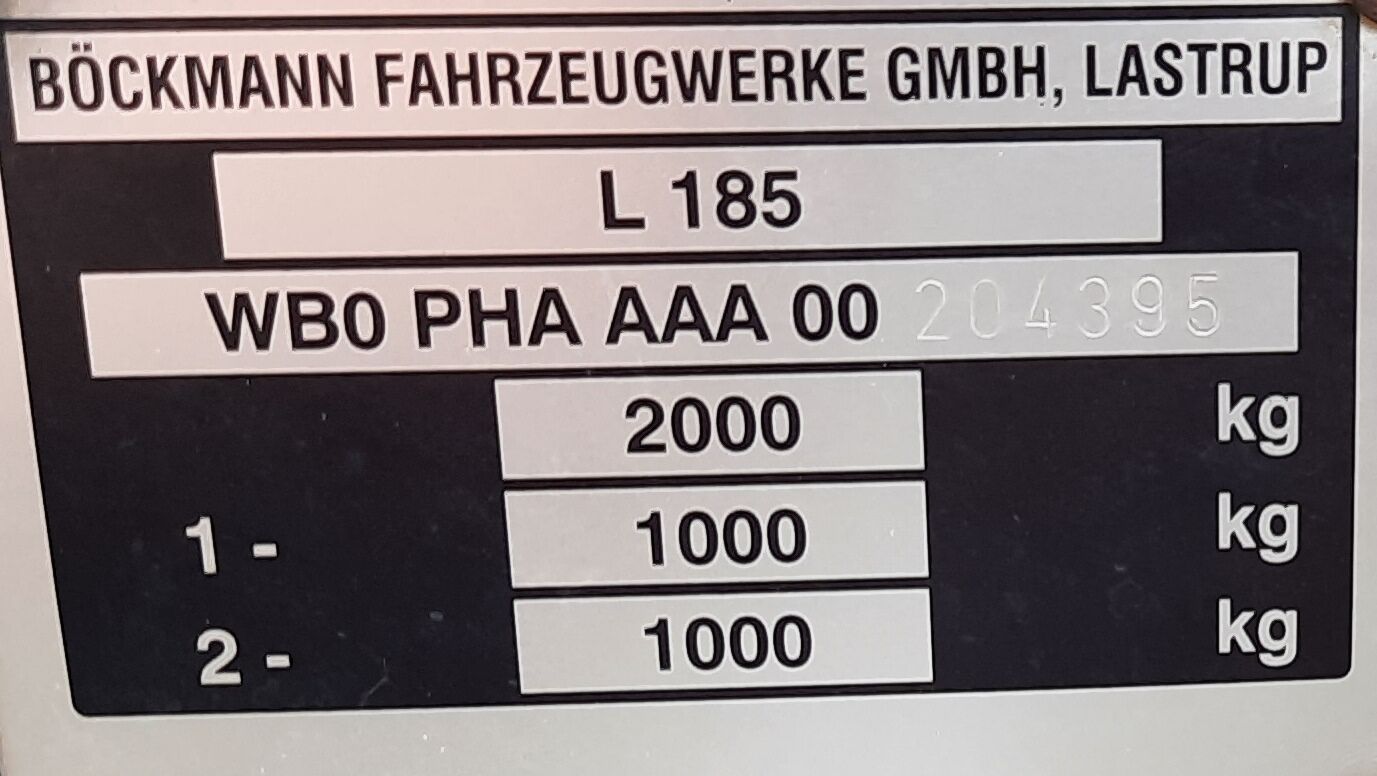 BÖCKMANN FAHRZEUGWERKE GMBH, LASTRUP
L 185
WB0 PHA AAA 00 204395
2000 kg
1 - 1000 kg
2 - 1000 kg